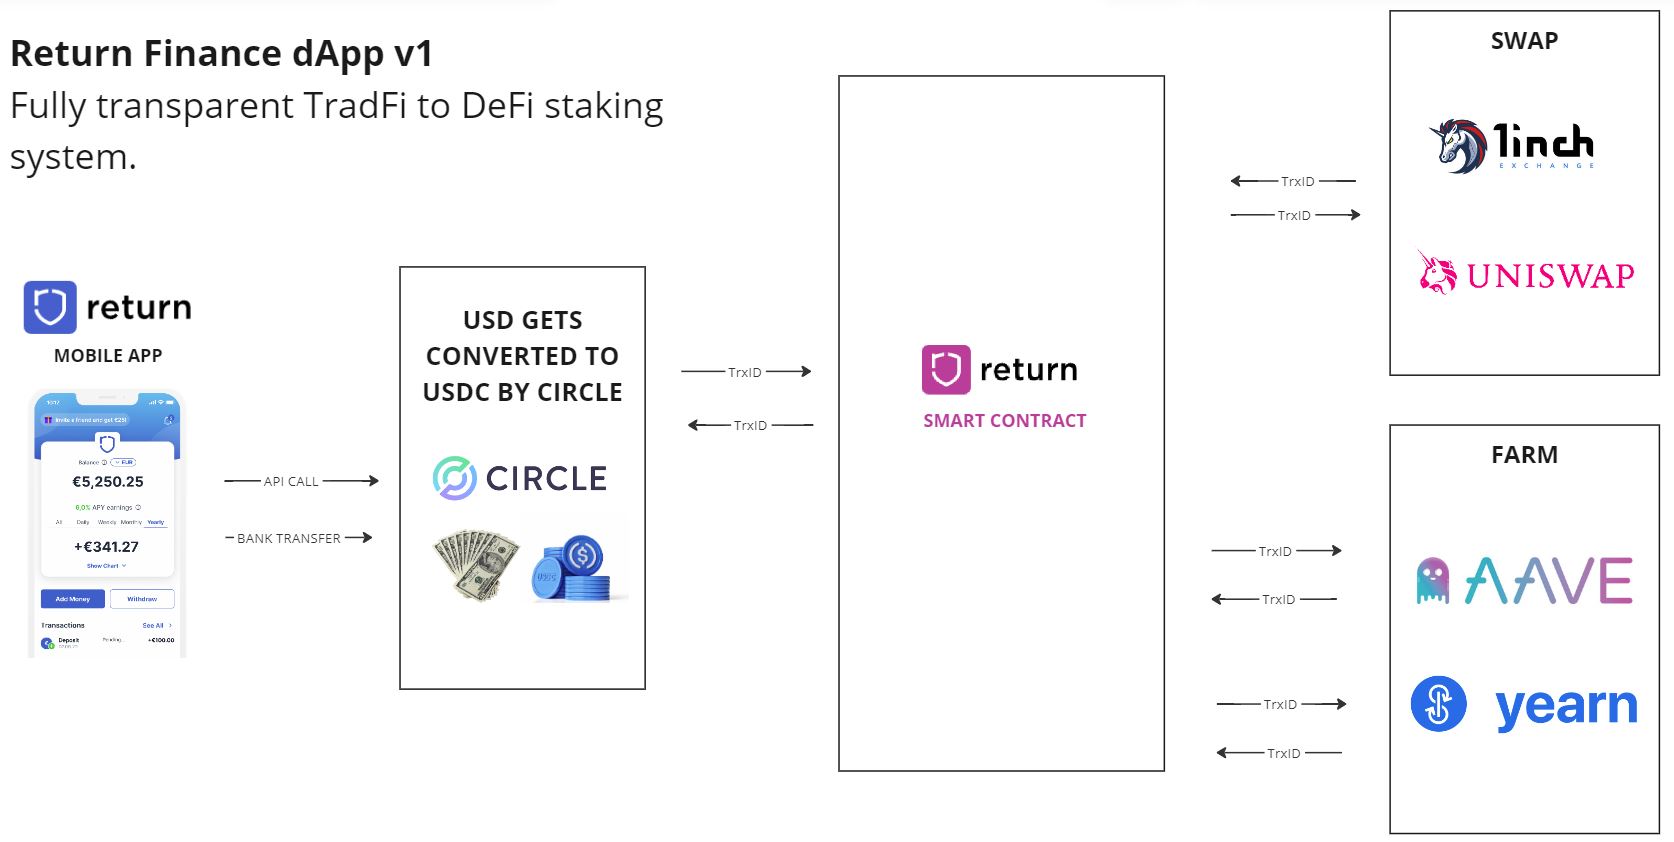 Return Finance dApp v1
Fully transparent TradFi to DeFi staking
system.
return
MOBILE APP
10:17
Invite a friend and get €25!
Balance
EUR
€5,250.25
6,0% APY earnings
All Daily Weekly Monthly Yearly
+€341.27
Show Chart
Add Money
Withdraw
Transactions
See All
Deposit
Pending..
+€100.00
API CALL
BANK TRANSFER
USD GETS
CONVERTED TO
USDC BY CIRCLE
CIRCLE
USDC
TrxID
TrxID
return
SMART CONTRACT
TrxID
TrxID
SWAP
1inch
EXCHANGE
UNISWAP
TrxID
TrxID
TrxID
TrxID
FARM
AAVE
yearn